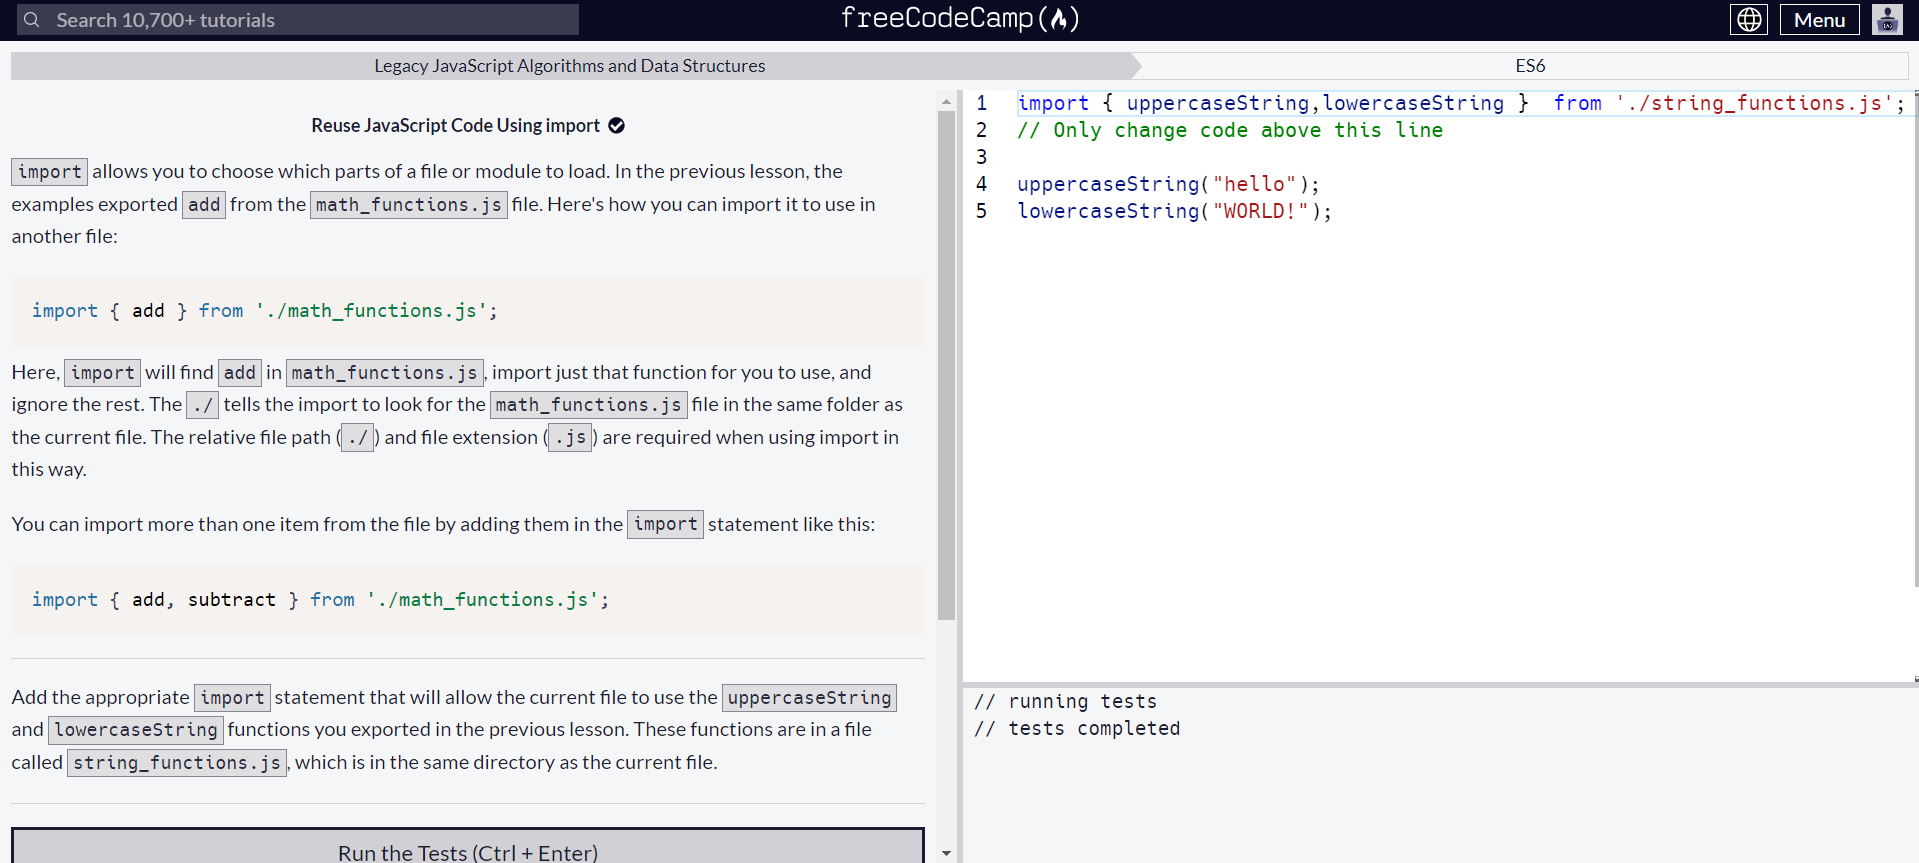 Search 10,700+ tutorials
freeCodeCamp(🔥)
Menu
Legacy JavaScript Algorithms and Data Structures
ES6
Reuse JavaScript Code Using import
import allows you to choose which parts of a file or module to load. In the previous lesson, the
examples exported add from the math_functions.js file. Here's how you can import it to use in
another file:
import { add } from './math_functions.js';
Here, import will find add in math_functions.js, import just that function for you to use, and
ignore the rest. The ./ tells the import to look for the math_functions.js file in the same folder as
the current file. The relative file path (./) and file extension (.js) are required when using import in
this way.
You can import more than one item from the file by adding them in the import statement like this:
import { add, subtract } from './math_functions.js';
Add the appropriate import statement that will allow the current file to use the uppercaseString
and lowercaseString functions you exported in the previous lesson. These functions are in a file
called string_functions.js, which is in the same directory as the current file.
Run the Tests (Ctrl + Enter)
1 import { uppercaseString,lowercaseString }  from './string_functions.js';
2 // Only change code above this line
3
4 uppercaseString("hello");
5 lowercaseString("WORLD!");
// running tests
// tests completed